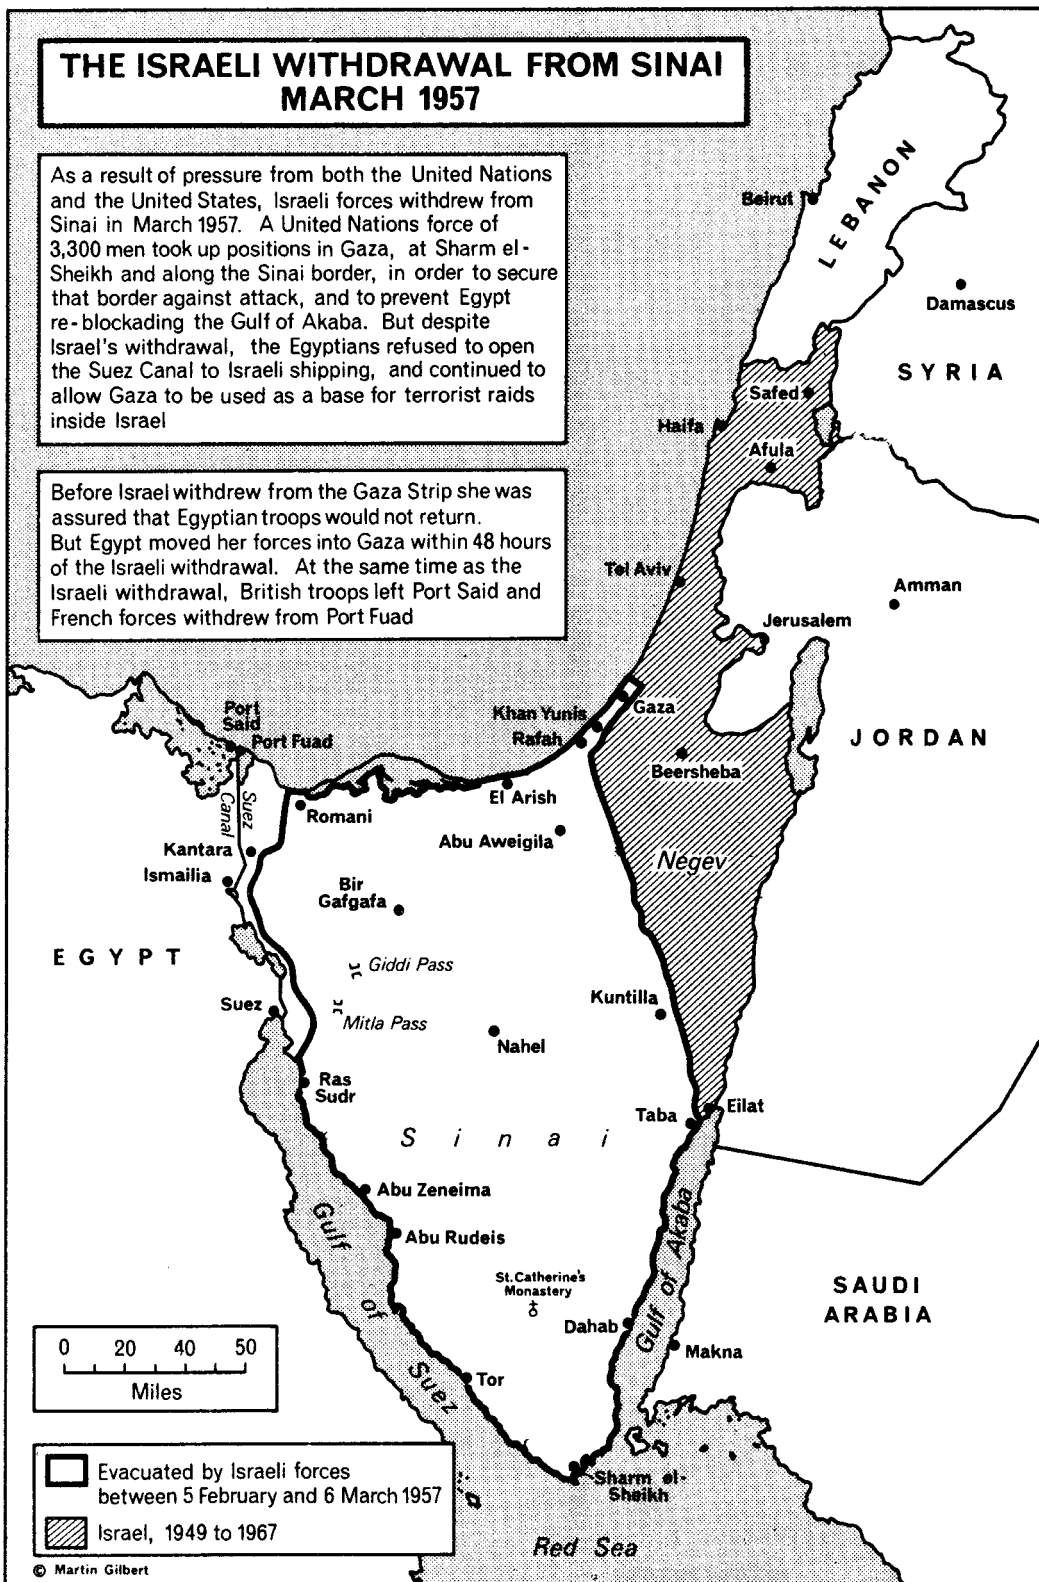 THE ISRAELI WITHDRAWAL FROM SINAI
MARCH 1957
As a result of pressure from both the United Nations
and the United States, Israeli forces withdrew from
Sinai in March 1957. A United Nations force of
3,300 men took up positions in Gaza, at Sharm el-
Sheikh and along the Sinai border, in order to secure
that border against attack, and to prevent Egypt
re-blockading the Gulf of Akaba. But despite
Israel's withdrawal, the Egyptians refused to open
the Suez Canal to Israeli shipping, and continued to
allow Gaza to be used as a base for terrorist raids
inside Israel
Before Israel withdrew from the Gaza Strip she was
assured that Egyptian troops would not return.
But Egypt moved her forces into Gaza within 48 hours
of the Israeli withdrawal. At the same time as the
Israeli withdrawal, British troops left Port Said and
French forces withdrew from Port Fuad
Beirut
LEBANON
Damascus
SYRIA
Safed
Haifa
Afula
Tel Aviv
Amman
Jerusalem
Gaza
Khan Yunis
Rafah
JORDAN
Beersheba
Port
Said
Port Fuad
El Arish
Suez
Canal
Romani
Abu Aweigila
Kantara
Negev
Ismailia
Bir
Gafgafa
EGYPT
Giddi Pass
Suez
Kuntilla
Mitla Pass
Nahel
Ras
Sudr
Taba
Eilat
Sinai
Abu Zeneima
Gulf of Suez
Gulf of Akaba
Abu Rudeis
St. Catherine's
Monastery
SAUDI
ARABIA
Dahab
Makna
Tor
0 20 40 50
Miles
Sharm el-
Sheikh
Evacuated by Israeli forces
between 5 February and 6 March 1957
Israel, 1949 to 1967
Red Sea
© Martin Gilbert